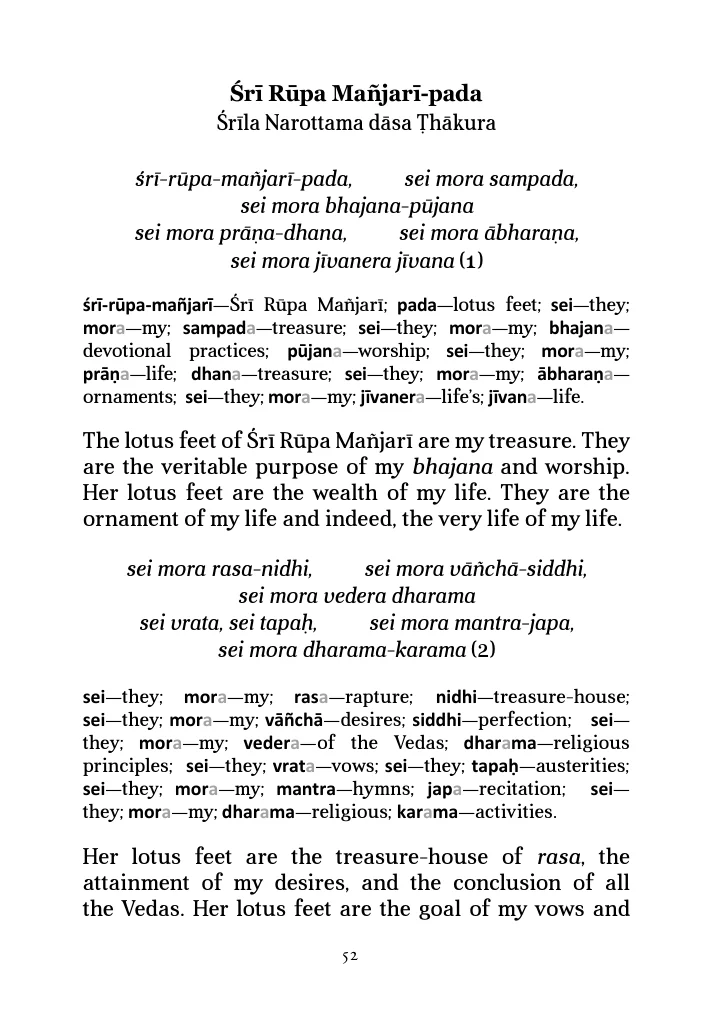 Śrī Rūpa Mañjarī-pada
Śrīla Narottama dāsa Ṭhākura
śrī-rūpa-mañjarī-pada, sei mora sampada,
sei mora bhajana-pūjana
sei mora prāṇa-dhana, sei mora ābharaṇa,
sei mora jīvanera jīvana (1)
śrī-rūpa-mañjarī—Śrī Rūpa Mañjarī; pada—lotus feet; sei—they;
mora—my; sampada—treasure; sei—they; mora—my; bhajana—
devotional practices; pūjana—worship; sei—they; mora—my;
prāṇa—life; dhana—treasure; sei—they; mora—my; ābharaṇa—
ornaments; sei—they; mora—my; jīvanera—life's; jīvana—life.
The lotus feet of Śrī Rūpa Mañjarī are my treasure. They
are the veritable purpose of my bhajana and worship.
Her lotus feet are the wealth of my life. They are the
ornament of my life and indeed, the very life of my life.
sei mora rasa-nidhi, sei mora vāñchā-siddhi,
sei mora vedera dharama
sei vrata, sei tapaḥ, sei mora mantra-japa,
sei mora dharama-karama (2)
sei—they; mora—my; rasa—rapture; nidhi—treasure-house;
sei—they; mora—my; vāñchā—desires; siddhi—perfection; sei—
they; mora—my; vedera—of the Vedas; dharama—religious
principles; sei—they; vrata—vows; sei—they; tapaḥ—austerities;
sei—they; mora—my; mantra—hymns; japa—recitation; sei—
they; mora—my; dharama—religious; karama—activities.
Her lotus feet are the treasure-house of rasa, the
attainment of my desires, and the conclusion of all
the Vedas. Her lotus feet are the goal of my vows and
52